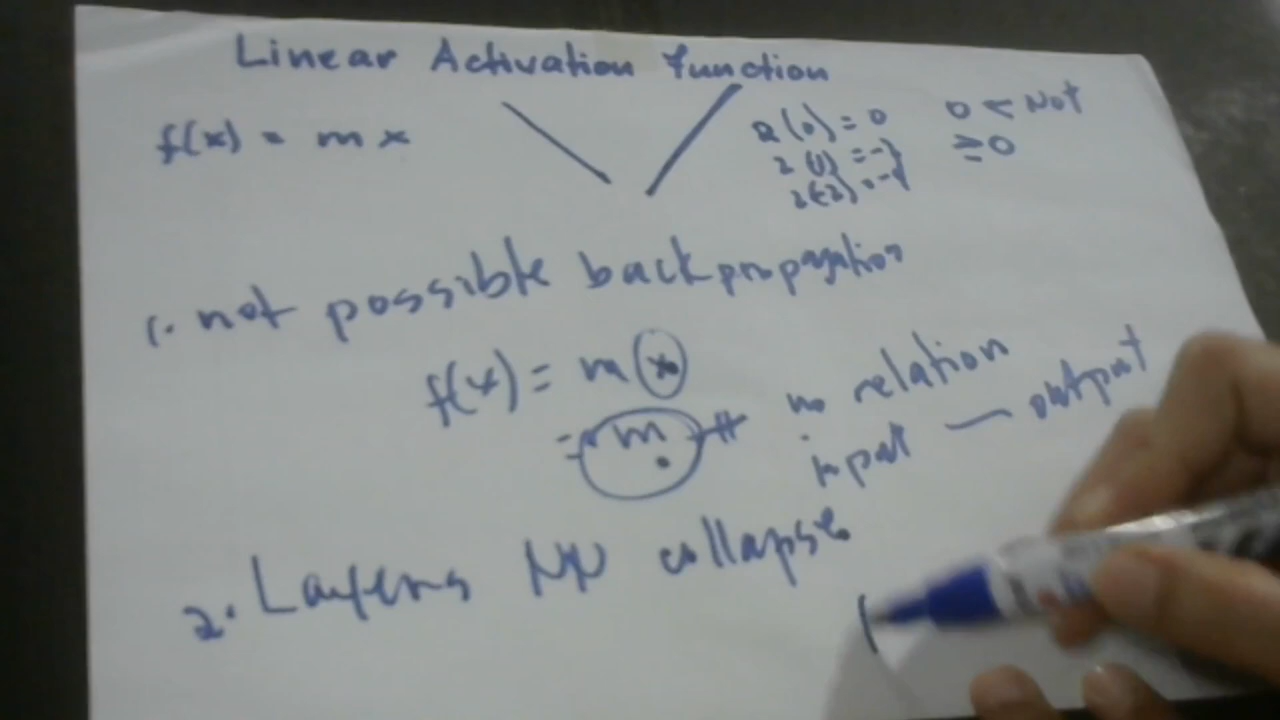 Linear Activation Function
f(x) = mx
2(0) = 0
0 < Not
≥0
1. not possible backpropagation
f(x) = m x
= m
no relation
input — output
2. Layers NN collapse